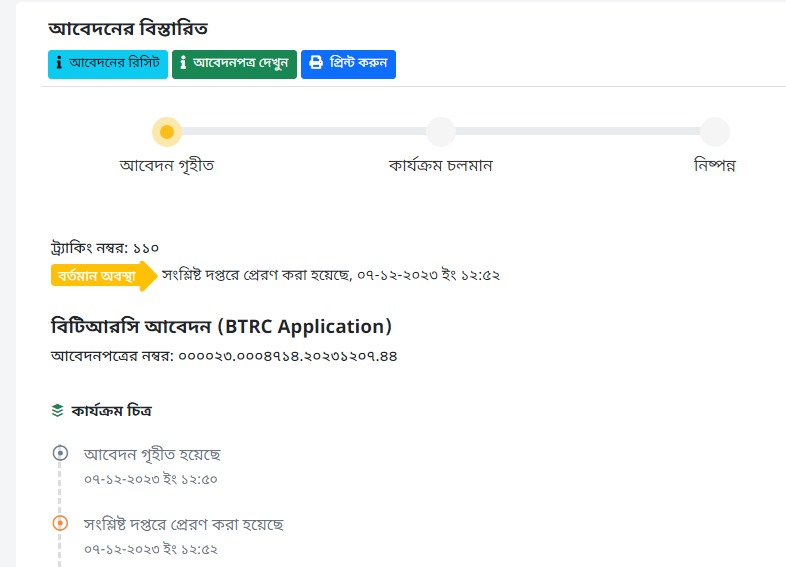 আবেদনের বিস্তারিত
আবেদনের রিসিট আবেদনপত্র দেখুন প্রিন্ট করুন
আবেদন গৃহীত কার্যক্রম চলমান নিষ্পন্ন
ট্র্যাকিং নম্বর: ১১০
বর্তমান অবস্থা সংশ্লিষ্ট দপ্তরে প্রেরণ করা হয়েছে, ০৭-১২-২০২৩ ইং ১২:৫২
বিটিআরসি আবেদন (BTRC Application)
আবেদনপত্রের নম্বর: ০০০০২৩.০০০৪৭১৪.২০২৩১২০৭.৪৪
কার্যক্রম চিত্র
আবেদন গৃহীত হয়েছে
০৭-১২-২০২৩ ইং ১২:৫০
সংশ্লিষ্ট দপ্তরে প্রেরণ করা হয়েছে
০৭-১২-২০২৩ ইং ১২:৫২